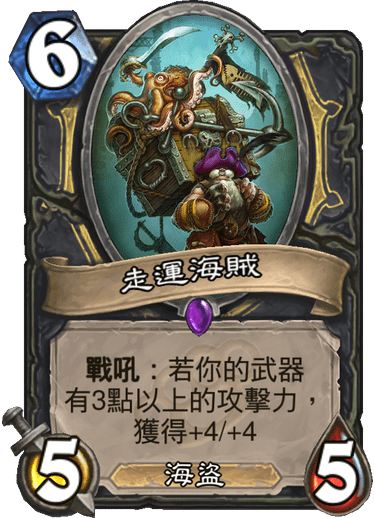 6
走運海賊
戰吼：若你的武器
有3點以上的攻擊力，
獲得+4/+4
5
海盜
5